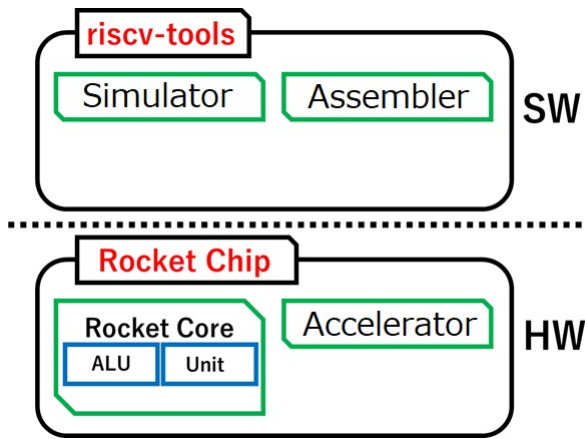 riscv-tools
Simulator Assembler
SW
Rocket Chip
Rocket Core
Accelerator
ALU Unit
HW